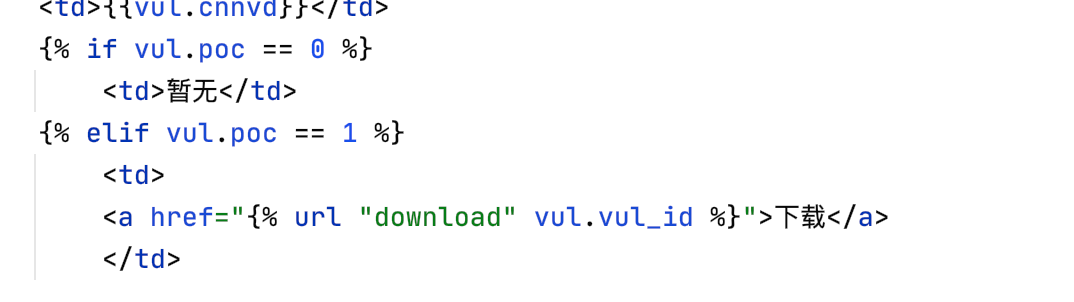 <td>{{vul.cnnvd}}</td>
{% if vul.poc == 0 %}
<td>暂无</td>
{% elif vul.poc == 1 %}
<td>
<a href="{% url "download" vul.vul_id %}">下载</a>
</td>